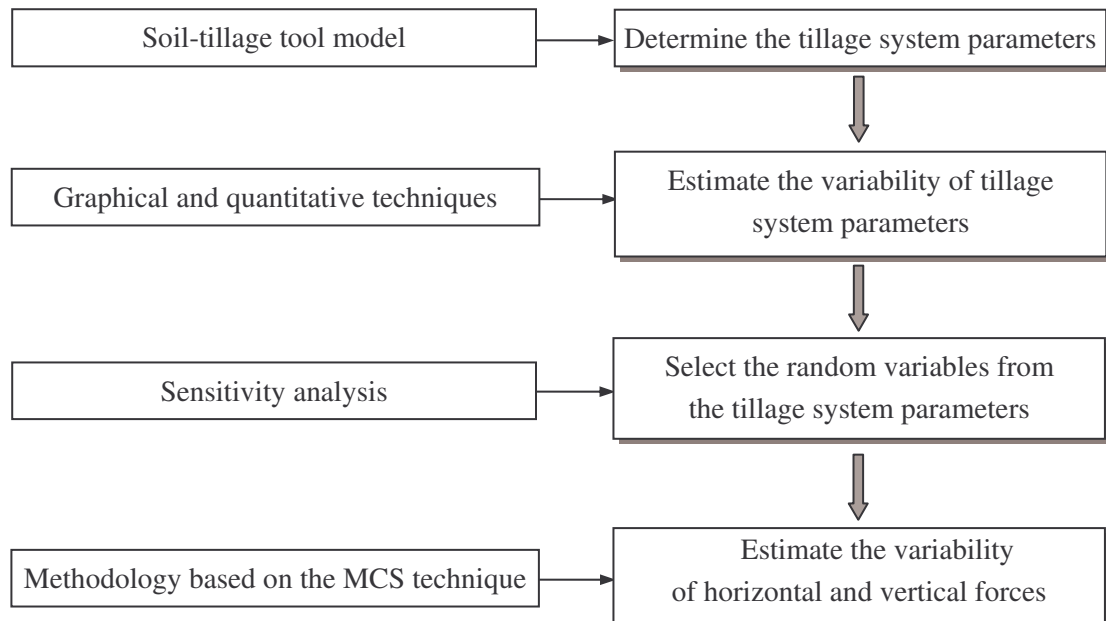 Soil-tillage tool model
Determine the tillage system parameters
Graphical and quantitative techniques
Estimate the variability of tillage
system parameters
Sensitivity analysis
Select the random variables from
the tillage system parameters
Methodology based on the MCS technique
Estimate the variability
of horizontal and vertical forces